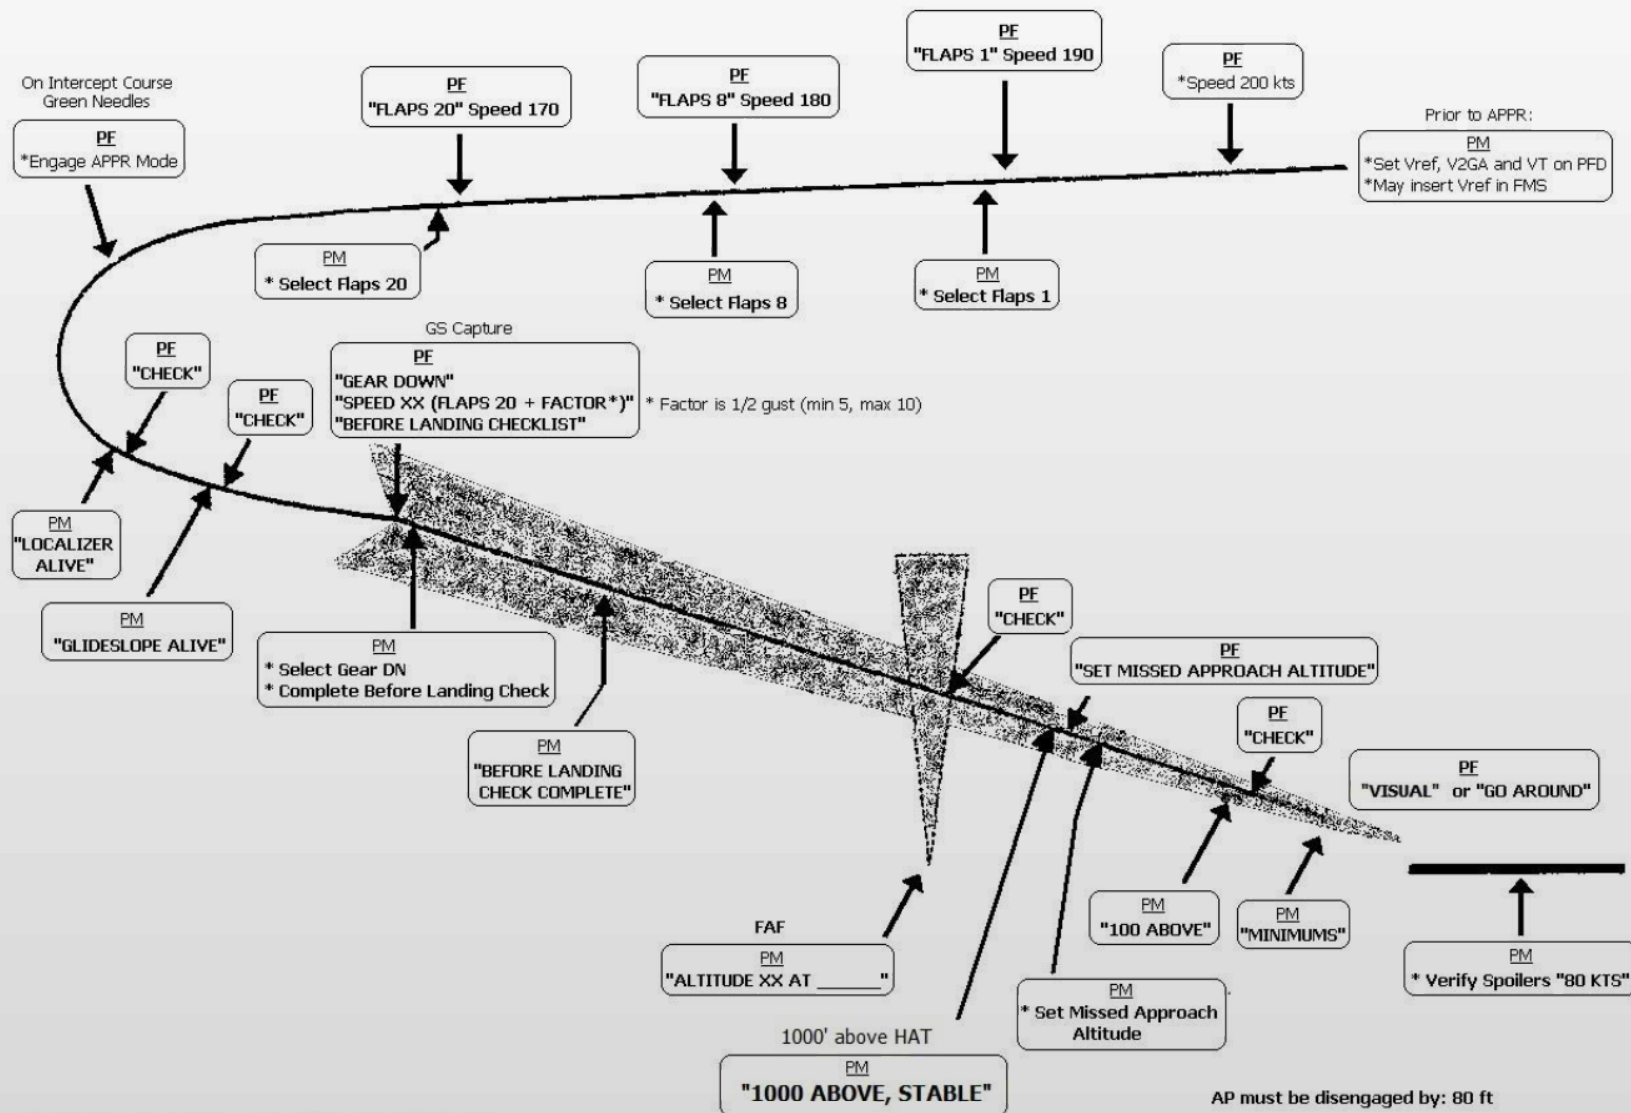 PF
"FLAPS 1" Speed 190
PF
*Speed 200 kts
PF
"FLAPS 8" Speed 180
PF
"FLAPS 20" Speed 170
On Intercept Course
Green Needles
PF
*Engage APPR Mode
Prior to APPR:
PM
*Set Vref, V2GA and VT on PFD
*May insert Vref in FMS
PM
* Select Flaps 20
PM
* Select Flaps 8
PM
* Select Flaps 1
GS Capture
PF
"GEAR DOWN"
"SPEED XX (FLAPS 20 + FACTOR*)"
"BEFORE LANDING CHECKLIST"
* Factor is 1/2 gust (min 5, max 10)
PF
"CHECK"
PF
"CHECK"
PM
"LOCALIZER
ALIVE"
PM
"GLIDESLOPE ALIVE"
PM
* Select Gear DN
* Complete Before Landing Check
PM
"BEFORE LANDING
CHECK COMPLETE"
PF
"CHECK"
PF
"SET MISSED APPROACH ALTITUDE"
PF
"CHECK"
PF
"VISUAL" or "GO AROUND"
FAF
PM
"ALTITUDE XX AT ______"
PM
"100 ABOVE"
PM
"MINIMUMS"
PM
* Verify Spoilers "80 KTS"
PM
* Set Missed Approach
Altitude
1000' above HAT
PM
"1000 ABOVE, STABLE"
AP must be disengaged by: 80 ft